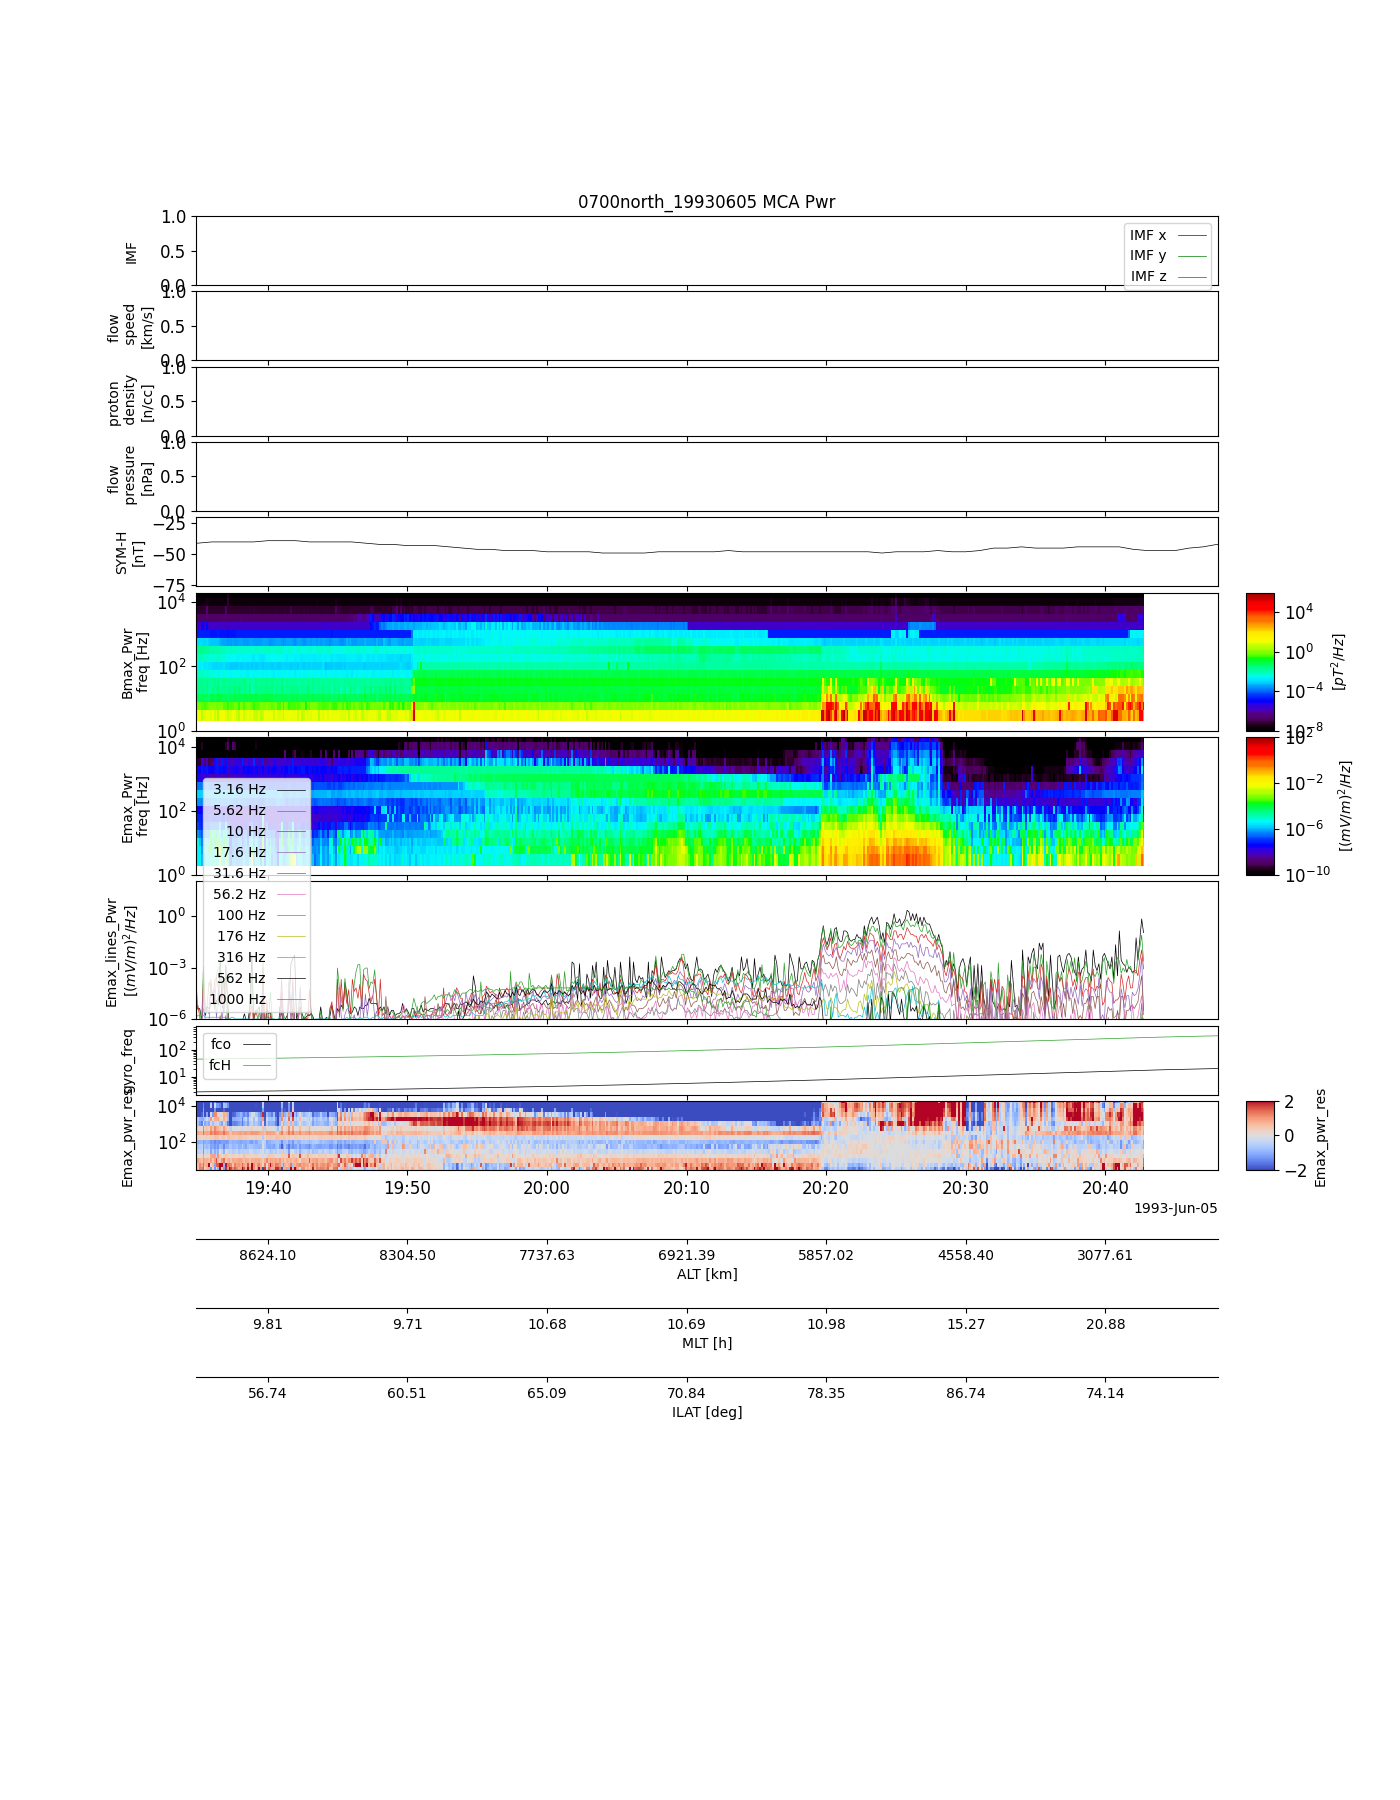 0700north_19930605 MCA Pwr
1.0
0.5
0.0
IMF
IMF x
IMF y
IMF z
1.0
0.5
0.0
flow
speed
[km/s]
1.0
0.5
0.0
proton
density
[n/cc]
1.0
0.5
0.0
flow
pressure
[nPa]
−25
−50
−75
SYM-H
[nT]
10^4
10^2
10^0
Bmax_Pwr
freq [Hz]
10^4
10^0
10^−4
10^−8
[pT^2/Hz]
10^4
10^2
10^0
Emax_Pwr
freq [Hz]
10^2
10^−2
10^−6
10^−10
[(mV/m)^2/Hz]
3.16 Hz
5.62 Hz
10 Hz
17.6 Hz
31.6 Hz
56.2 Hz
100 Hz
176 Hz
316 Hz
562 Hz
1000 Hz
10^0
10^−3
10^−6
Emax_lines_Pwr
[(mV/m)^2/Hz]
10^2
10^1
gyro_freq
fco
fcH
10^4
10^2
Emax_pwr_res
2
0
−2
Emax_pwr_res
19:40 19:50 20:00 20:10 20:20 20:30 20:40
1993-Jun-05
8624.10 8304.50 7737.63 6921.39 5857.02 4558.40 3077.61
ALT [km]
9.81 9.71 10.68 10.69 10.98 15.27 20.88
MLT [h]
56.74 60.51 65.09 70.84 78.35 86.74 74.14
ILAT [deg]